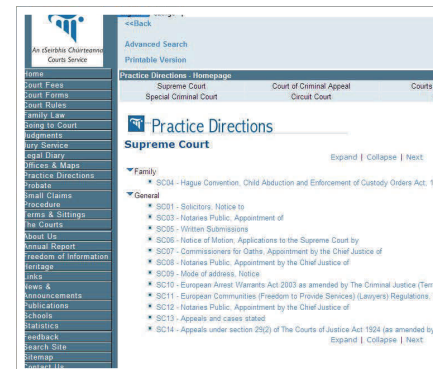 <<Back
An tSeirbhís Chúirteanna
Courts Service
Advanced Search
Printable Version
Home
Court Fees
Court Forms
Court Rules
Family Law
Going to Court
Judgments
Jury Service
Legal Diary
Offices & Maps
Practice Directions
Probate
Small Claims
Procedure
Terms & Sittings
The Courts
About Us
Annual Report
Freedom of Information
Heritage
Links
News &
Announcements
Publications
Schools
Statistics
Feedback
Search Site
Sitemap
Contact Us
Practice Directions - Homepage
Supreme Court Court of Criminal Appeal Courts
Special Criminal Court Circuit Court
Practice Directions
Supreme Court
Expand | Collapse | Next
Family
SC04 - Hague Convention, Child Abduction and Enforcement of Custody Orders Act, 1
General
SC01 - Solicitors, Notice to
SC03 - Notaries Public, Appointment of
SC05 - Written Submissions
SC06 - Notice of Motion, Applications to the Supreme Court by
SC07 - Commissioners for Oaths, Appointment by the Chief Justice of
SC08 - Notaries Public, Appointment by the Chief Justice of
SC09 - Mode of address, Notice
SC10 - European Arrest Warrants Act 2003 as amended by The Criminal Justice (Terr
SC11 - European Communities (Freedom to Provide Services) (Lawyers) Regulations.
SC12 - Notaries Public, Appointment by the Chief Justice of
SC13 - Appeals and cases stated
SC14 - Appeals under section 29(2) of The Courts of Justice Act 1924 (as amended by
Expand | Collapse | Next